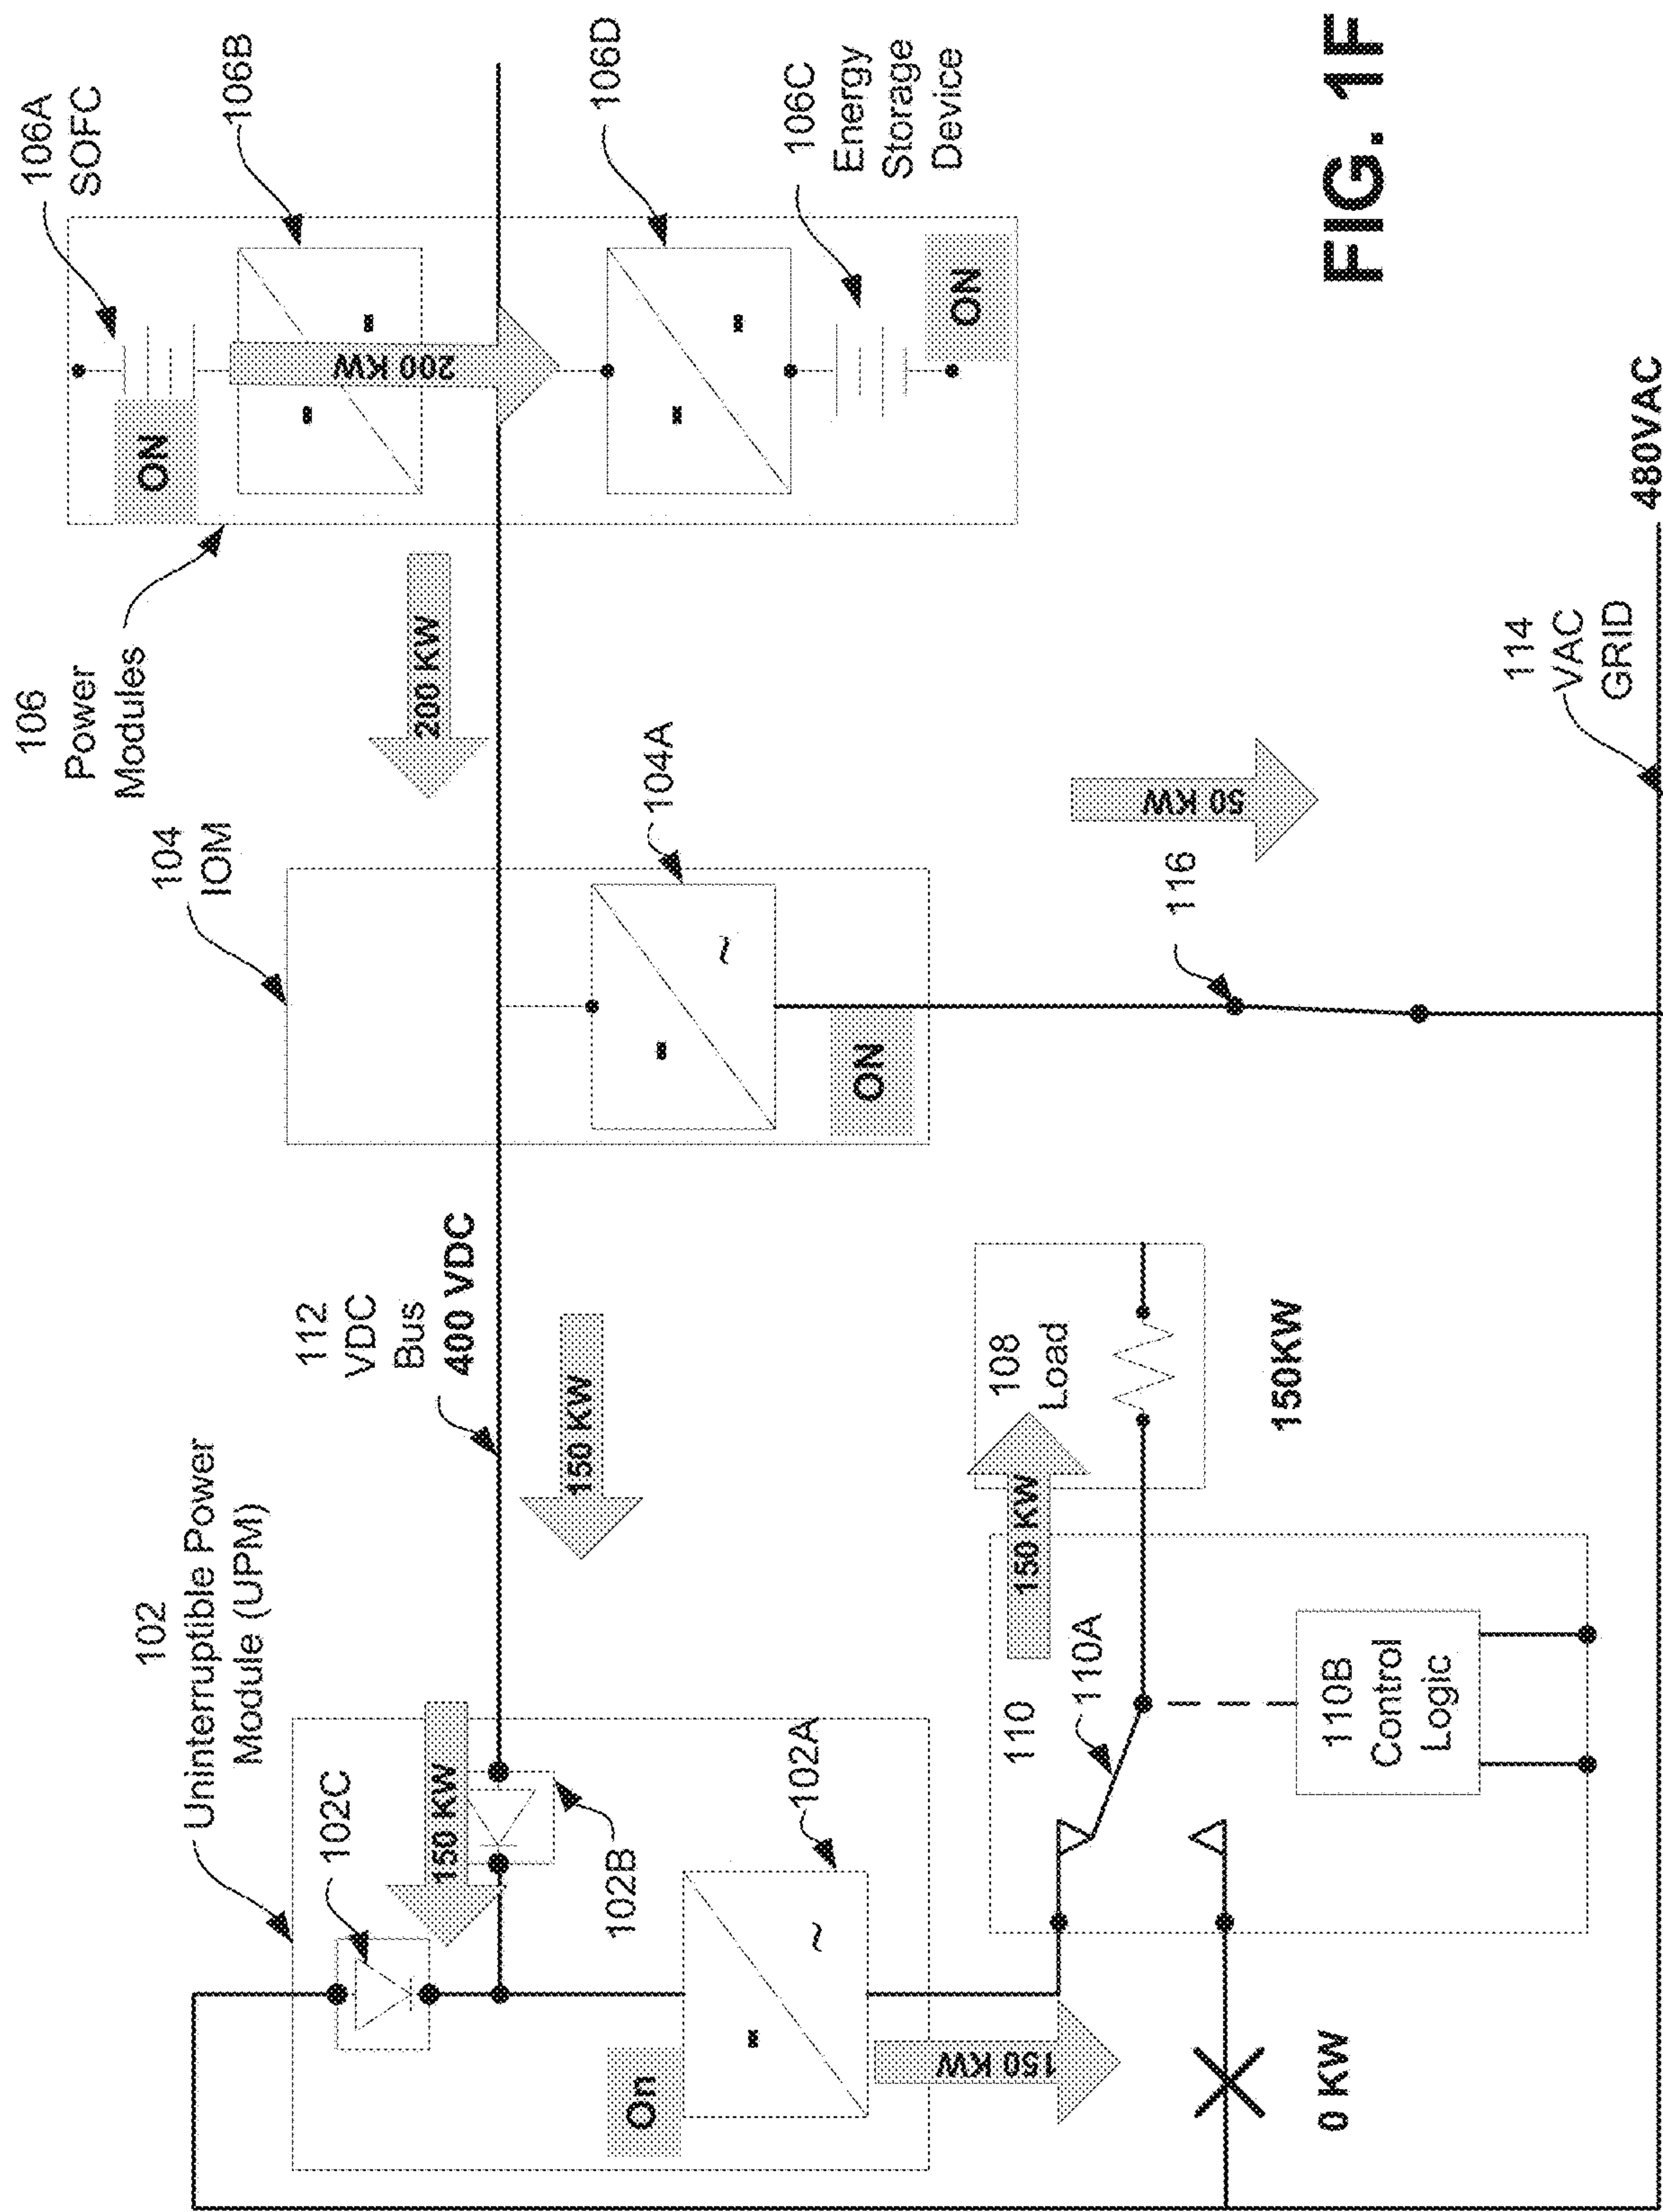 102
Uninterruptible Power
Module (UPM)
102C
150 KW
102B
On
102A
150 KW
112
VDC
Bus
400 VDC
150 KW
104
IOM
104A
ON
106
Power
Modules
200 KW
106A
SOFC
ON
106B
200 KW
106D
106C
Energy
Storage
Device
ON
110
110A
150 KW
108
Load
150KW
110B
Control
Logic
0 KW
116
50 KW
114
VAC
GRID
480VAC
FIG. 1F